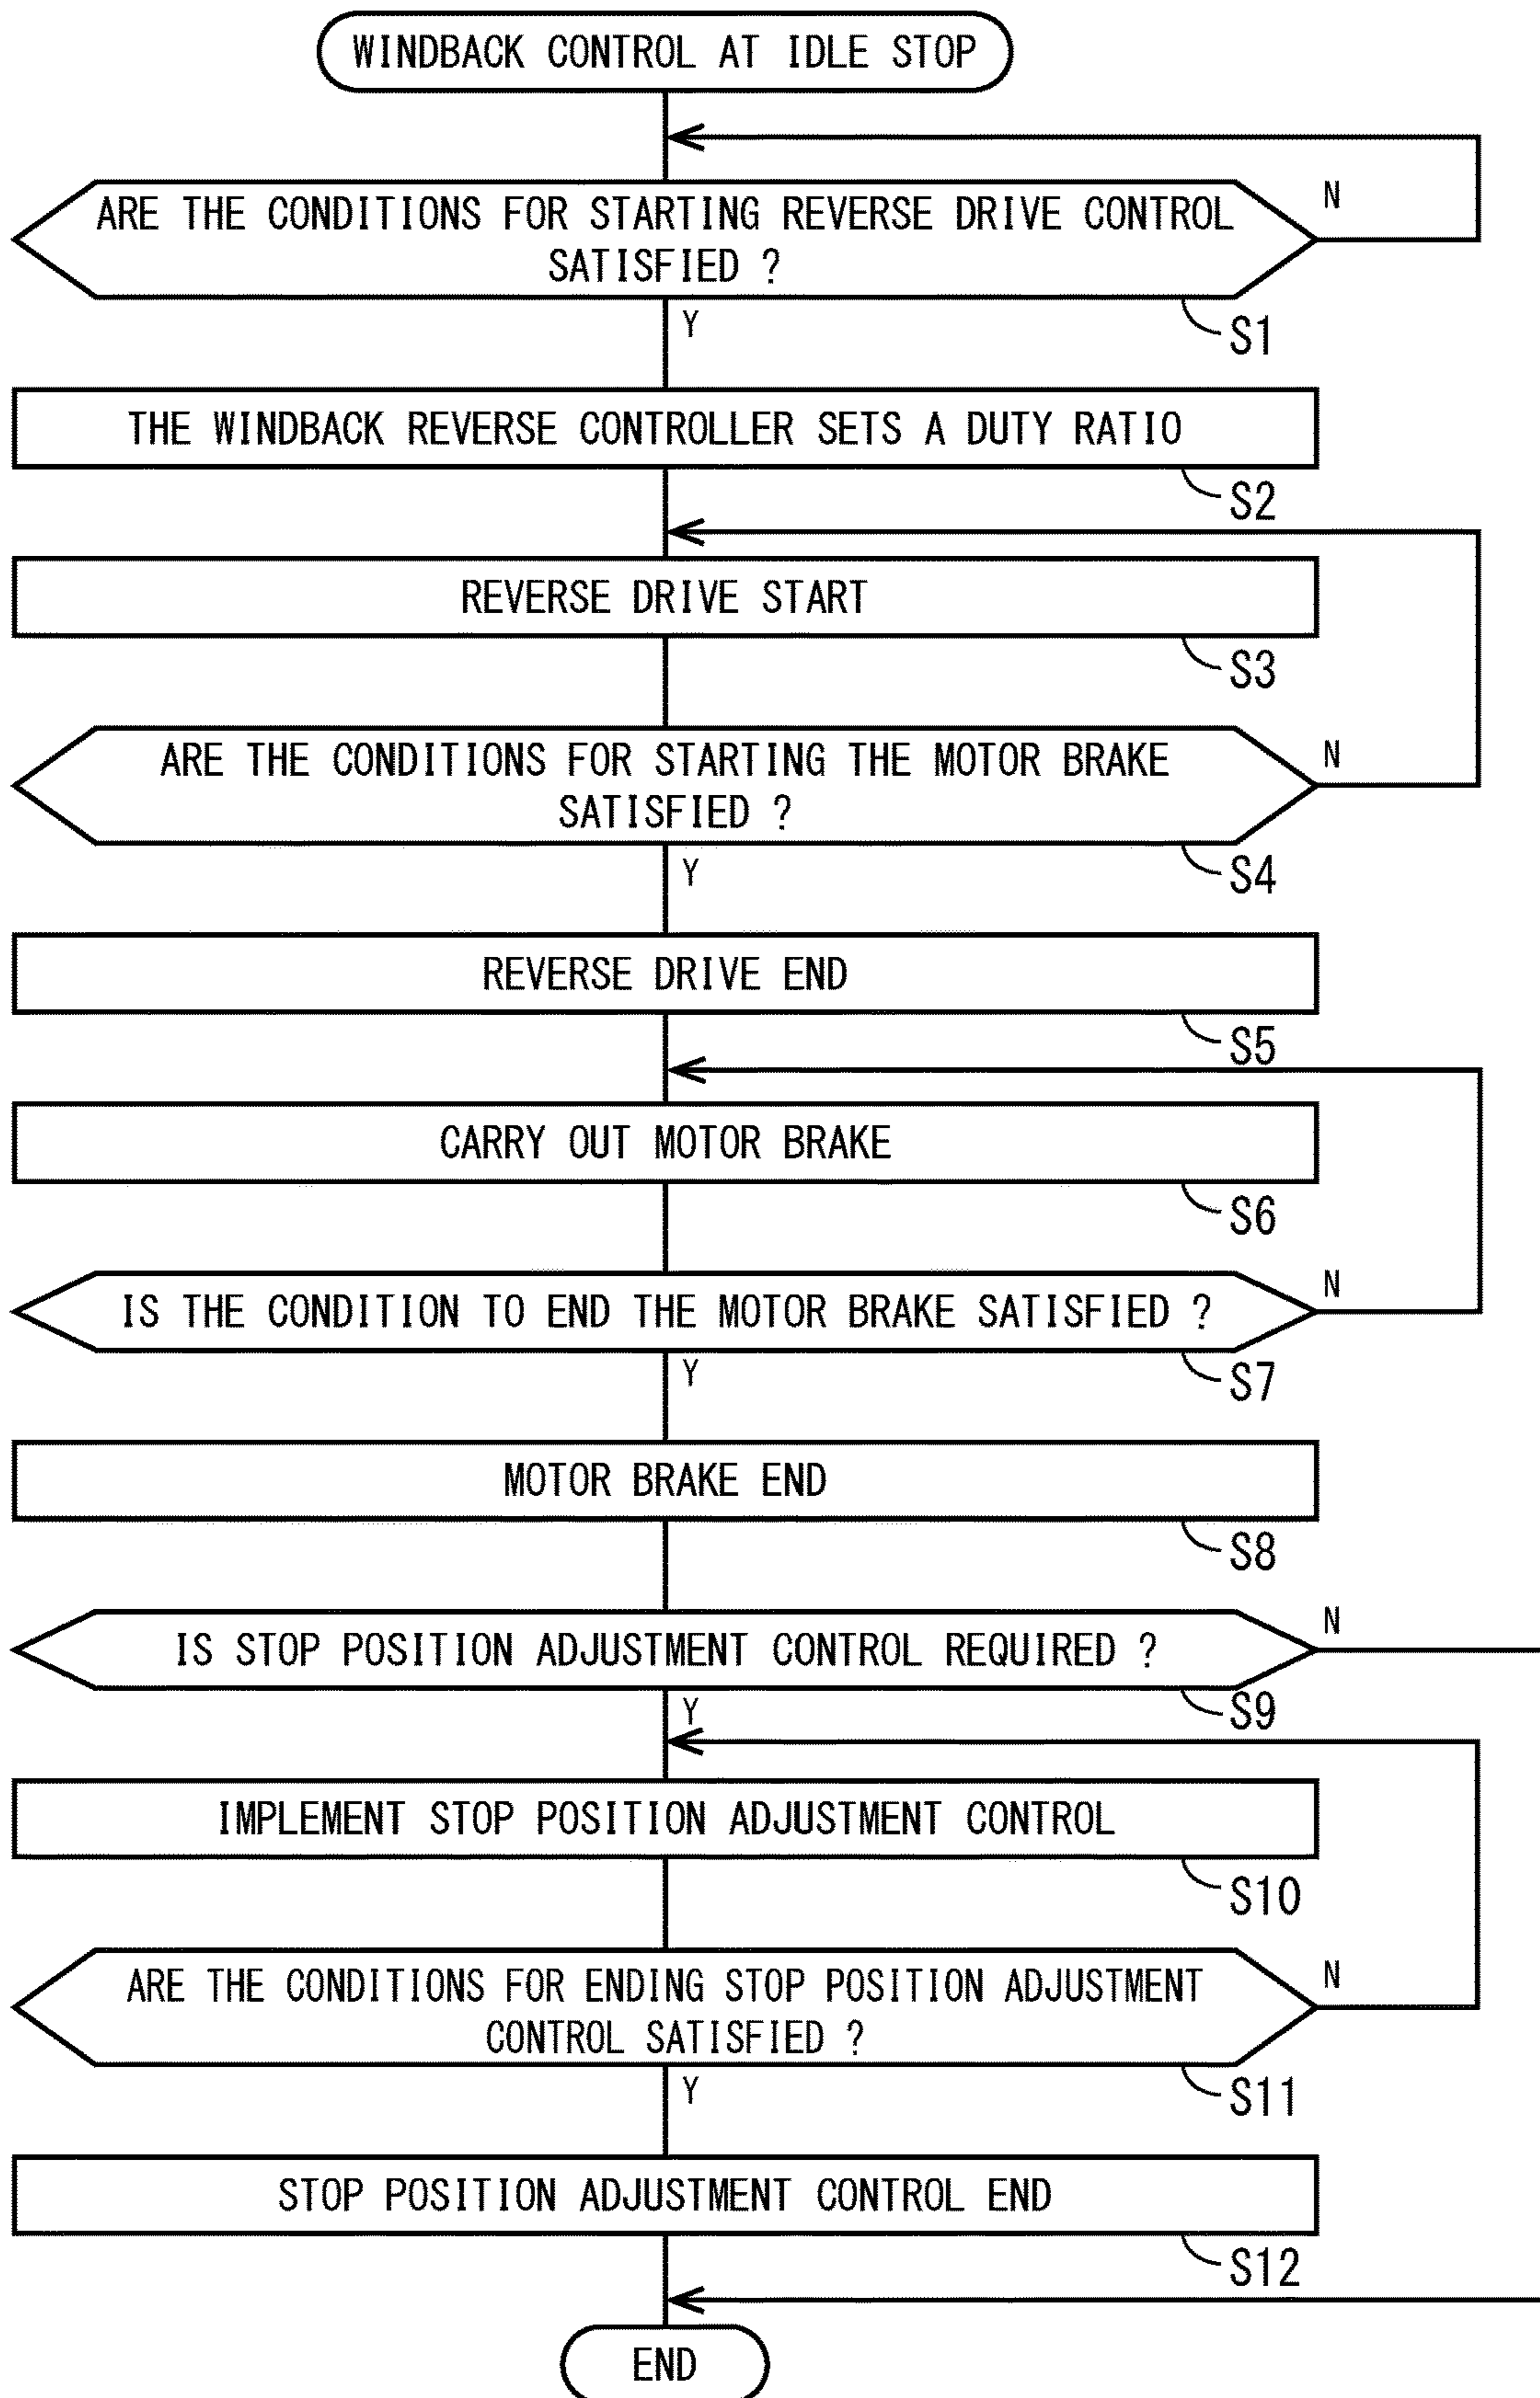 WINDBACK CONTROL AT IDLE STOP
ARE THE CONDITIONS FOR STARTING REVERSE DRIVE CONTROL
SATISFIED ?
N
Y
S1
THE WINDBACK REVERSE CONTROLLER SETS A DUTY RATIO
S2
REVERSE DRIVE START
S3
ARE THE CONDITIONS FOR STARTING THE MOTOR BRAKE
SATISFIED ?
N
Y
S4
REVERSE DRIVE END
S5
CARRY OUT MOTOR BRAKE
S6
IS THE CONDITION TO END THE MOTOR BRAKE SATISFIED ?
N
Y
S7
MOTOR BRAKE END
S8
IS STOP POSITION ADJUSTMENT CONTROL REQUIRED ?
N
Y
S9
IMPLEMENT STOP POSITION ADJUSTMENT CONTROL
S10
ARE THE CONDITIONS FOR ENDING STOP POSITION ADJUSTMENT
CONTROL SATISFIED ?
N
Y
S11
STOP POSITION ADJUSTMENT CONTROL END
S12
END